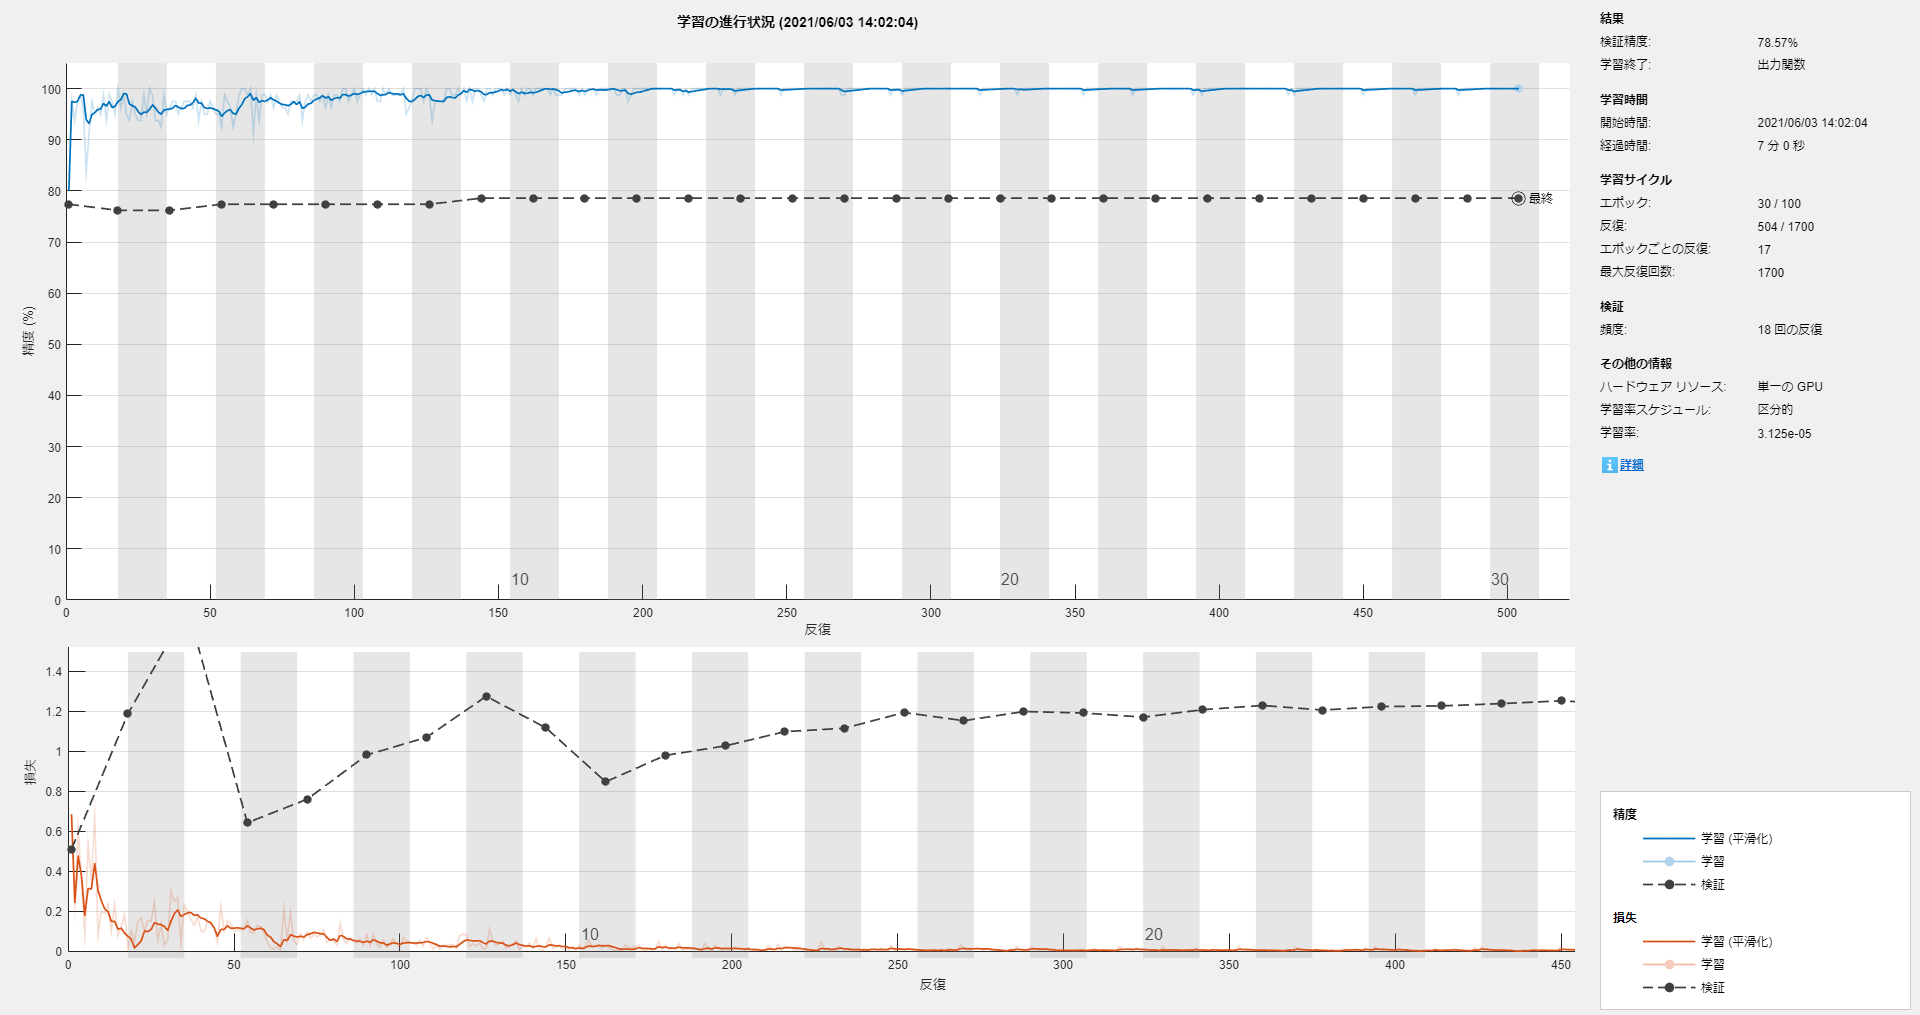 学習の進行状況 (2021/06/03 14:02:04)
100
90
80
70
60
50
40
30
20
10
0
精度 (%)
最終
10
20
30
0
50
100
150
200
250
300
350
400
450
500
反復
1.4
1.2
1
0.8
0.6
0.4
0.2
0
損失
10
20
0
50
100
150
200
250
300
350
400
450
反復
結果
検証精度: 78.57%
学習終了: 出力関数
学習時間
開始時間: 2021/06/03 14:02:04
経過時間: 7 分 0 秒
学習サイクル
エポック: 30 / 100
反復: 504 / 1700
エポックごとの反復: 17
最大反復回数: 1700
検証
頻度: 18 回の反復
その他の情報
ハードウェア リソース: 単一の GPU
学習率スケジュール: 区分的
学習率: 3.125e-05
i 詳細
精度
学習 (平滑化)
学習
検証
損失
学習 (平滑化)
学習
検証